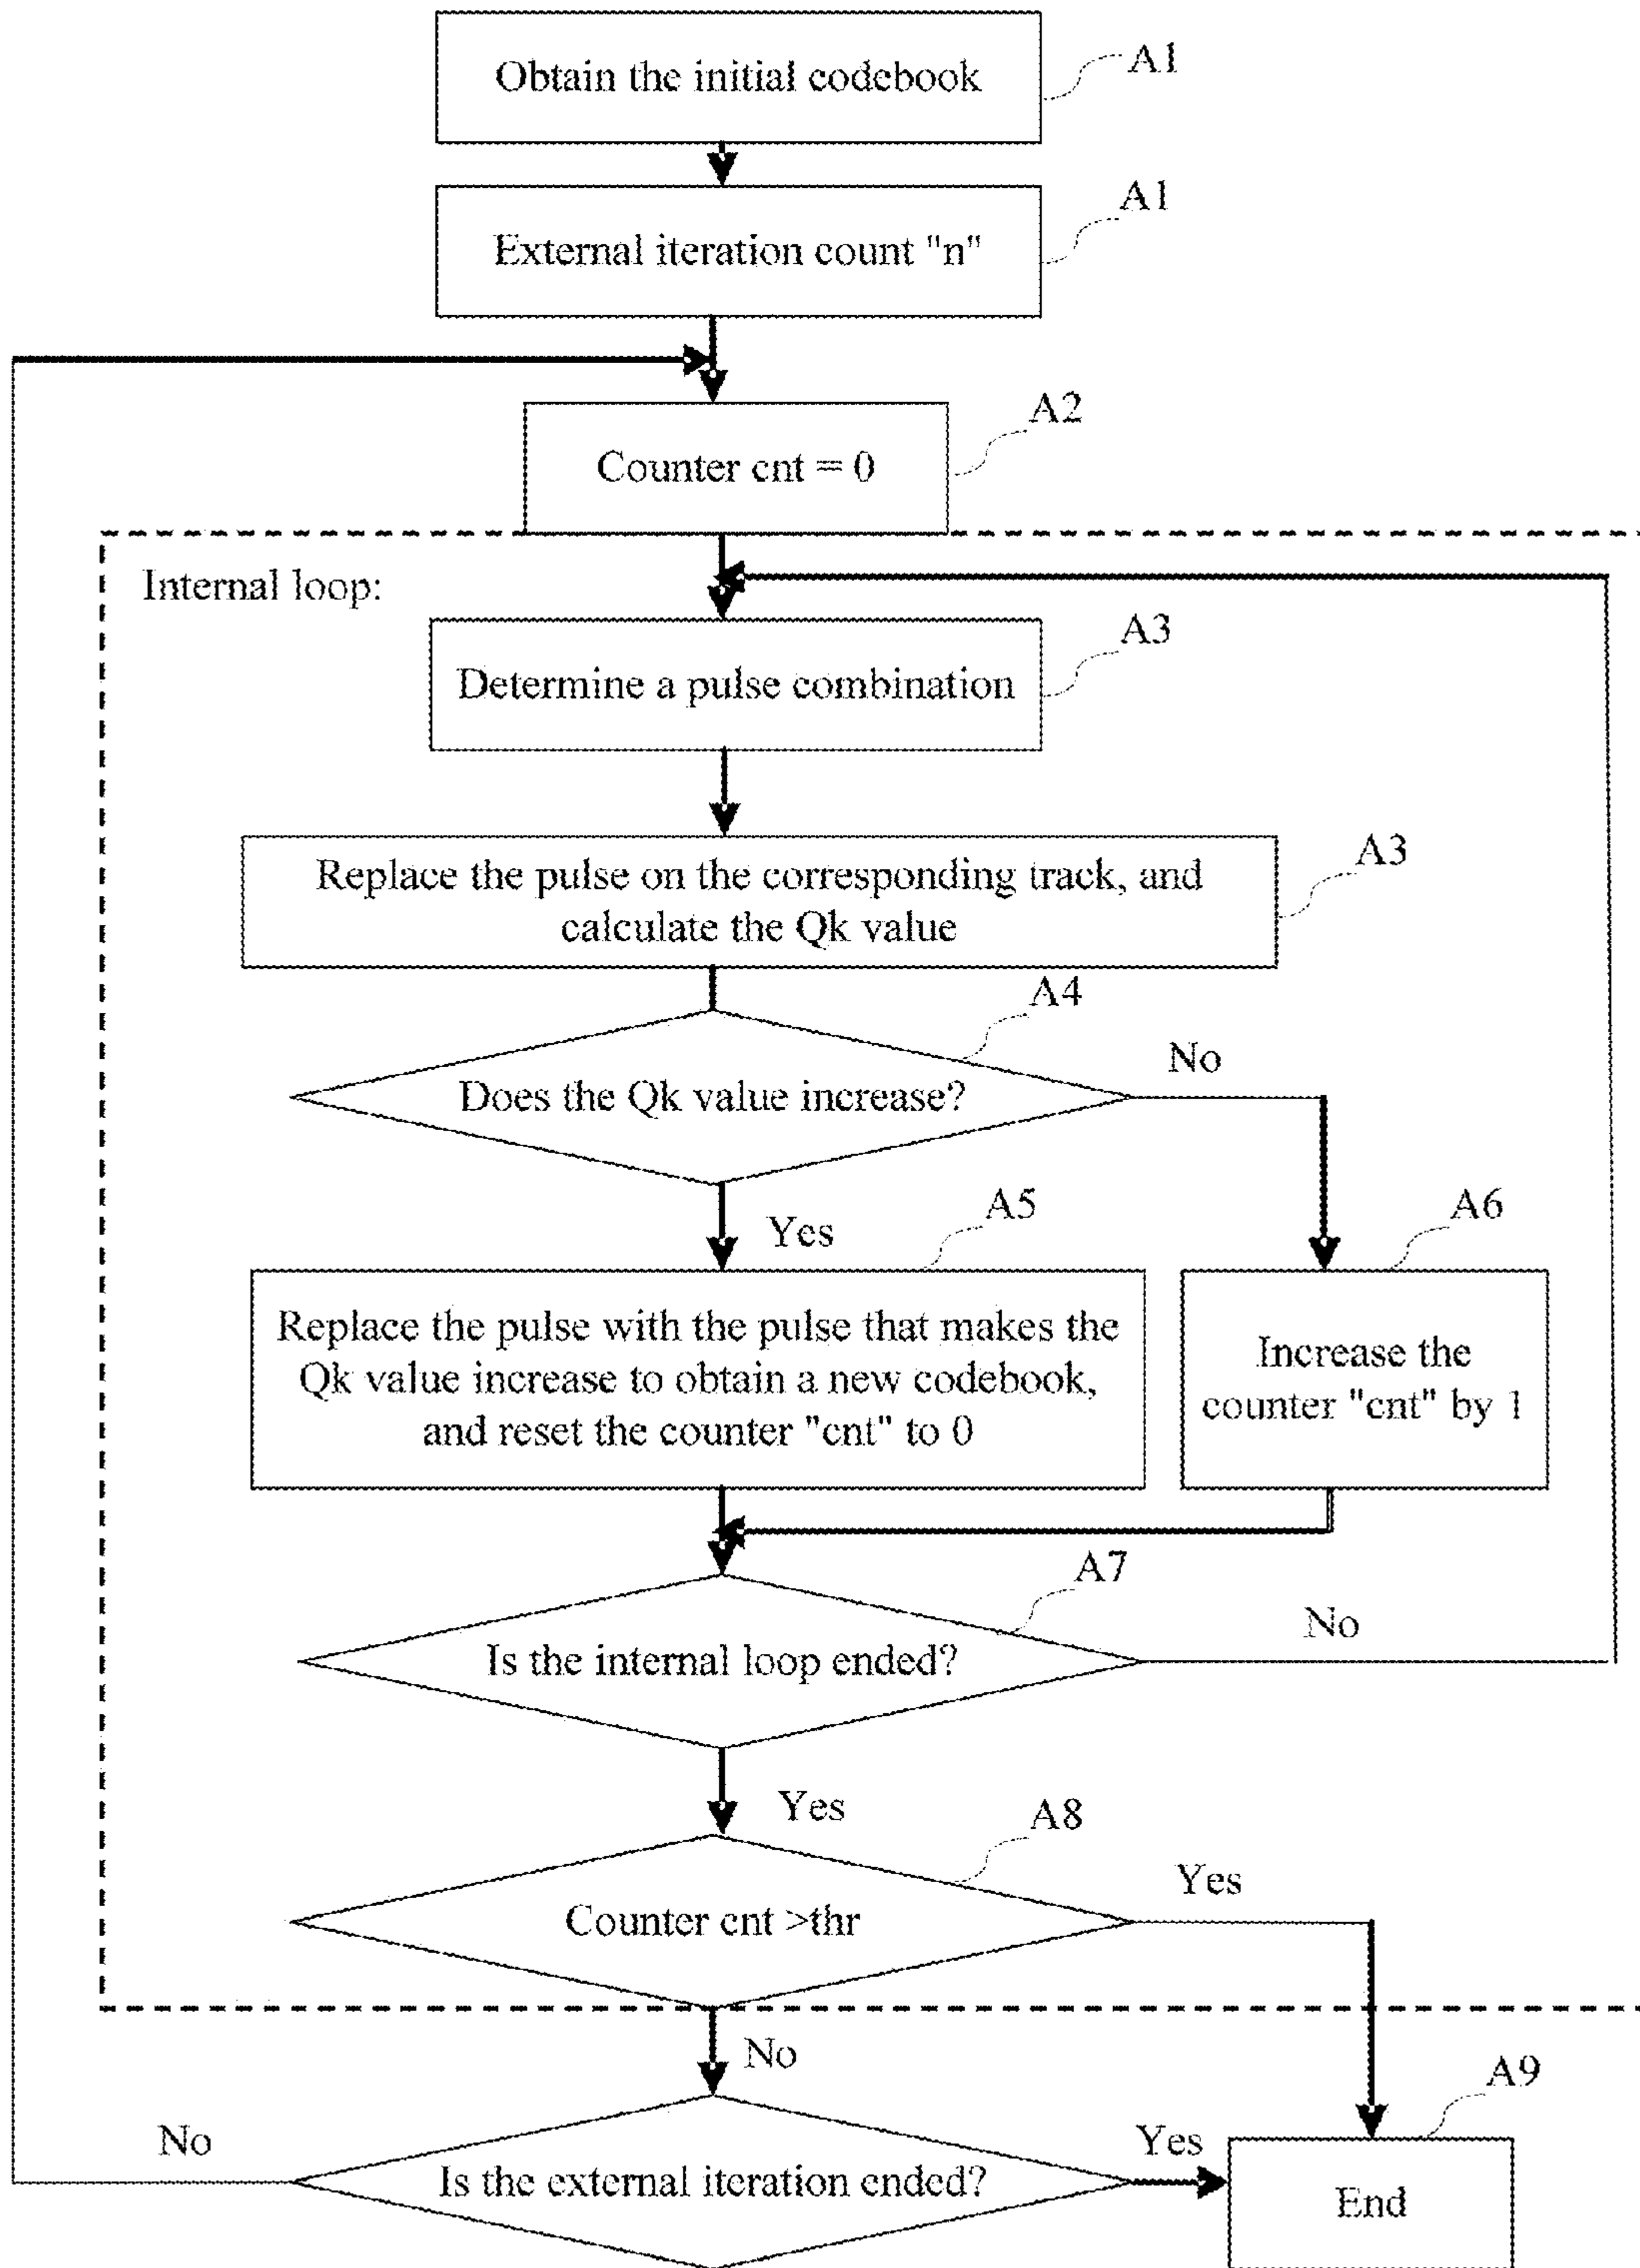 Obtain the initial codebook
A1
External iteration count "n"
A1
Counter cnt = 0
A2
Internal loop:
Determine a pulse combination
A3
Replace the pulse on the corresponding track, and
calculate the Qk value
A3
A4
Does the Qk value increase?
No
Yes
A5
A6
Replace the pulse with the pulse that makes the
Qk value increase to obtain a new codebook,
and reset the counter "cnt" to 0
Increase the
counter "cnt" by 1
A7
Is the internal loop ended?
No
Yes
A8
Counter cnt >thr
Yes
No
A9
No
Is the external iteration ended?
Yes
End